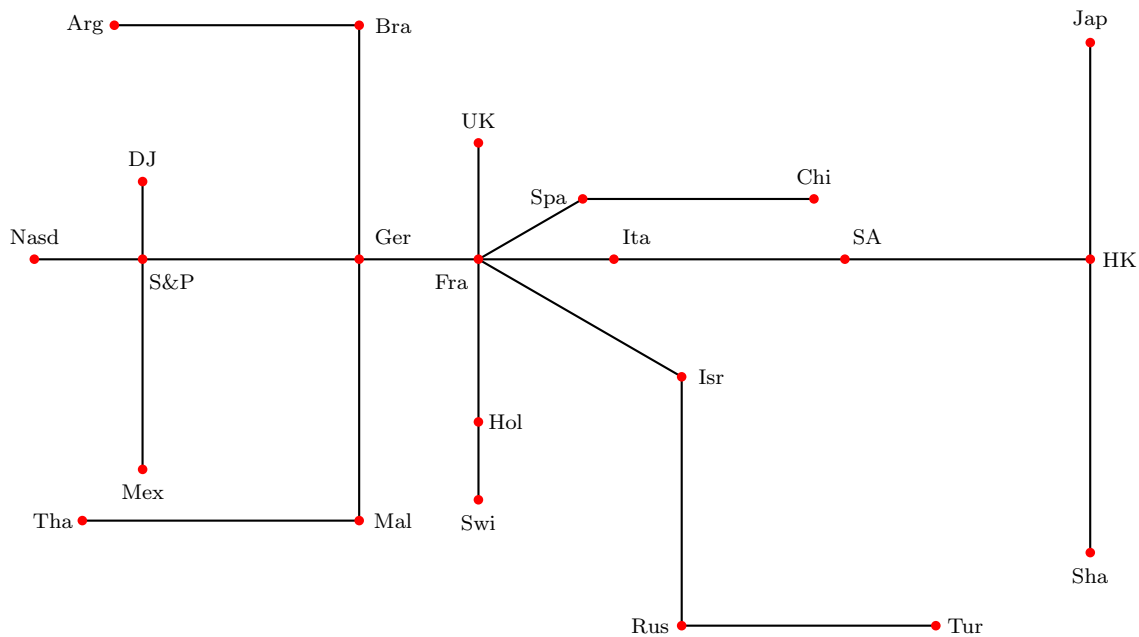 Jap
Arg
Bra
UK
DJ
Chi
Spa
Nasd
Ger
Ita
SA
HK
S&P
Fra
Isr
Hol
Mex
Tha
Mal
Swi
Sha
Rus
Tur